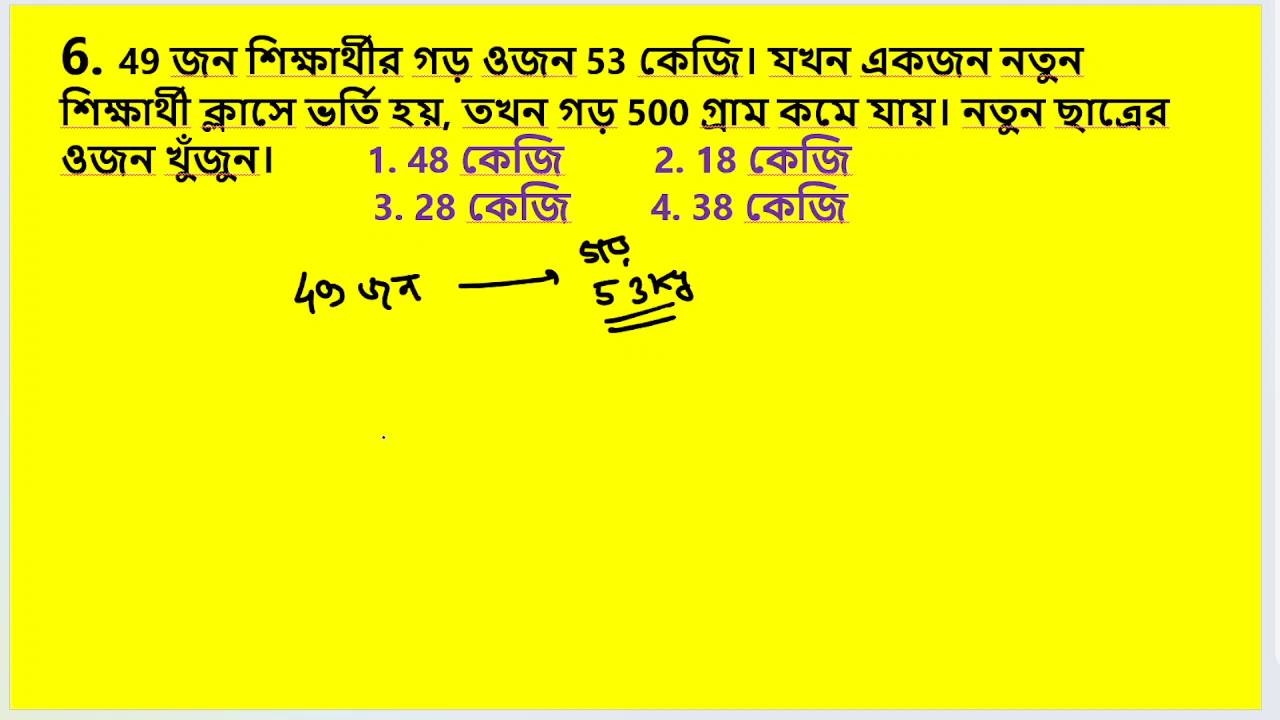 6. 49 জন শিক্ষার্থীর গড় ওজন 53 কেজি। যখন একজন নতুন
শিক্ষার্থী ক্লাসে ভর্তি হয়, তখন গড় 500 গ্রাম কমে যায়। নতুন ছাত্রের
ওজন খুঁজুন। 1. 48 কেজি 2. 18 কেজি
3. 28 কেজি 4. 38 কেজি
গড়
49 জন → 53 kg